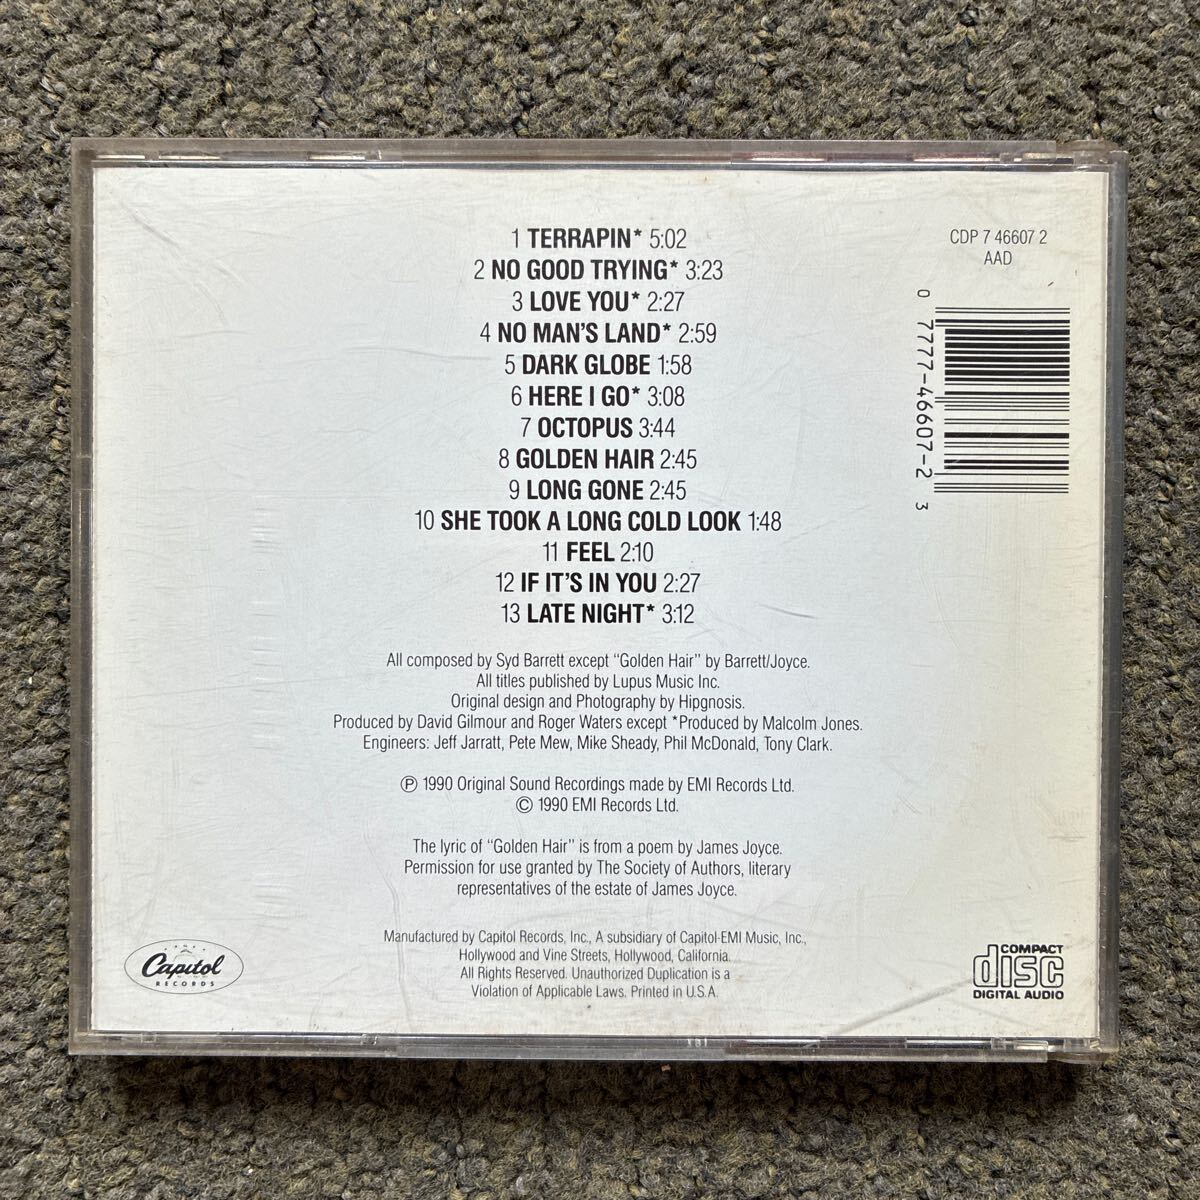 1 TERRAPIN* 5:02
2 NO GOOD TRYING* 3:23
3 LOVE YOU* 2:27
4 NO MAN'S LAND* 2:59
5 DARK GLOBE 1:58
6 HERE I GO* 3:08
7 OCTOPUS 3:44
8 GOLDEN HAIR 2:45
9 LONG GONE 2:45
10 SHE TOOK A LONG COLD LOOK 1:48
11 FEEL 2:10
12 IF IT'S IN YOU 2:27
13 LATE NIGHT* 3:12
CDP 7 46607 2
AAD
0 7777-46607-2 3
All composed by Syd Barrett except "Golden Hair" by Barrett/Joyce.
All titles published by Lupus Music Inc.
Original design and Photography by Hipgnosis.
Produced by David Gilmour and Roger Waters except *Produced by Malcolm Jones.
Engineers: Jeff Jarratt, Pete Mew, Mike Sheady, Phil McDonald, Tony Clark.
Ⓟ 1990 Original Sound Recordings made by EMI Records Ltd.
© 1990 EMI Records Ltd.
The lyric of "Golden Hair" is from a poem by James Joyce.
Permission for use granted by The Society of Authors, literary
representatives of the estate of James Joyce.
Manufactured by Capitol Records, Inc., A subsidiary of Capitol-EMI Music, Inc.,
Hollywood and Vine Streets, Hollywood, California.
All Rights Reserved. Unauthorized Duplication is a
Violation of Applicable Laws. Printed in U.S.A.
Capitol
RECORDS
COMPACT
disc
DIGITAL AUDIO